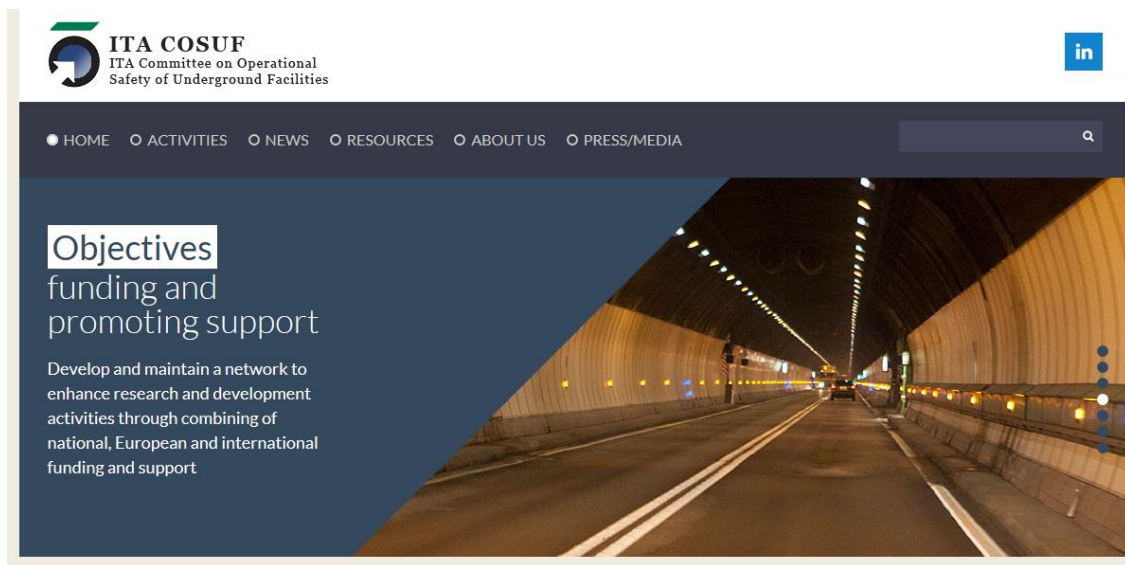 ITA COSUF
ITA Committee on Operational
Safety of Underground Facilities
in
HOME ACTIVITIES NEWS RESOURCES ABOUT US PRESS/MEDIA
Objectives
funding and
promoting support
Develop and maintain a network to
enhance research and development
activities through combining of
national, European and international
funding and support